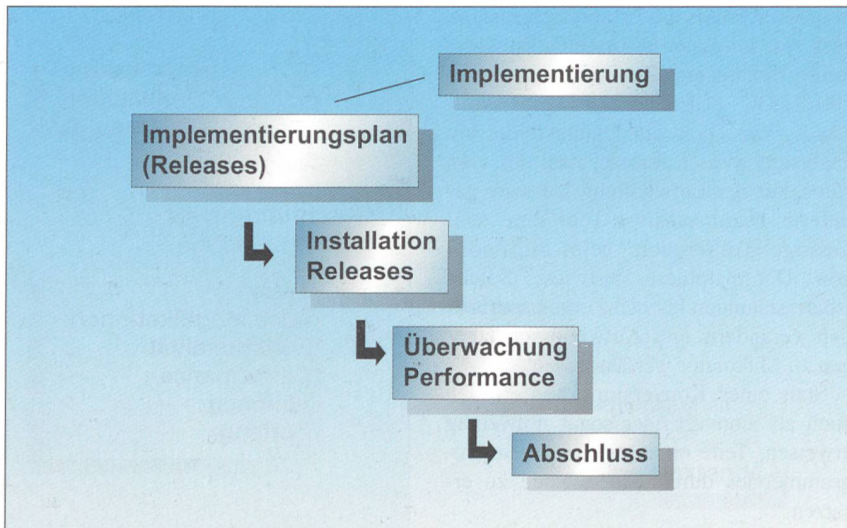 Implementierung
Implementierungsplan
(Releases)
Installation
Releases
Überwachung
Performance
Abschluss